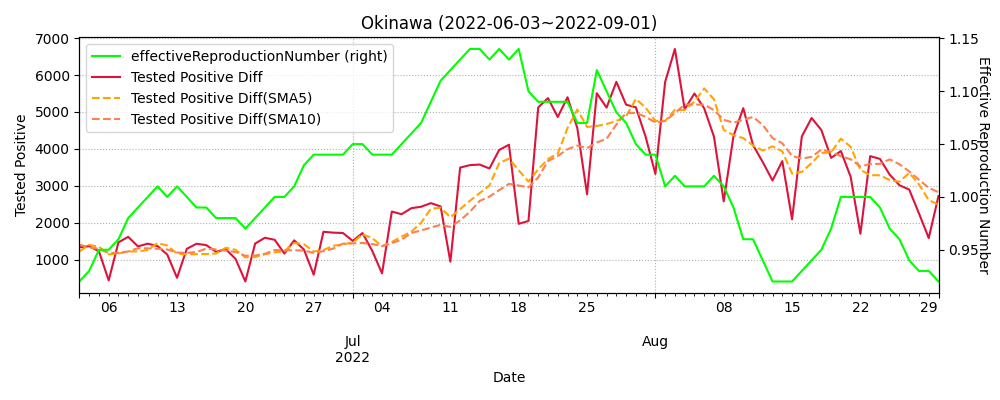 Okinawa (2022-06-03~2022-09-01)
effectiveReproductionNumber (right)
Tested Positive Diff
Tested Positive Diff(SMA5)
Tested Positive Diff(SMA10)
Tested Positive
7000
6000
5000
4000
3000
2000
1000
Effective Reproduction Number
1.15
1.10
1.05
1.00
0.95
06 13 20 27 04 11 18 25 08 15 22 29
Jul Aug
2022
Date